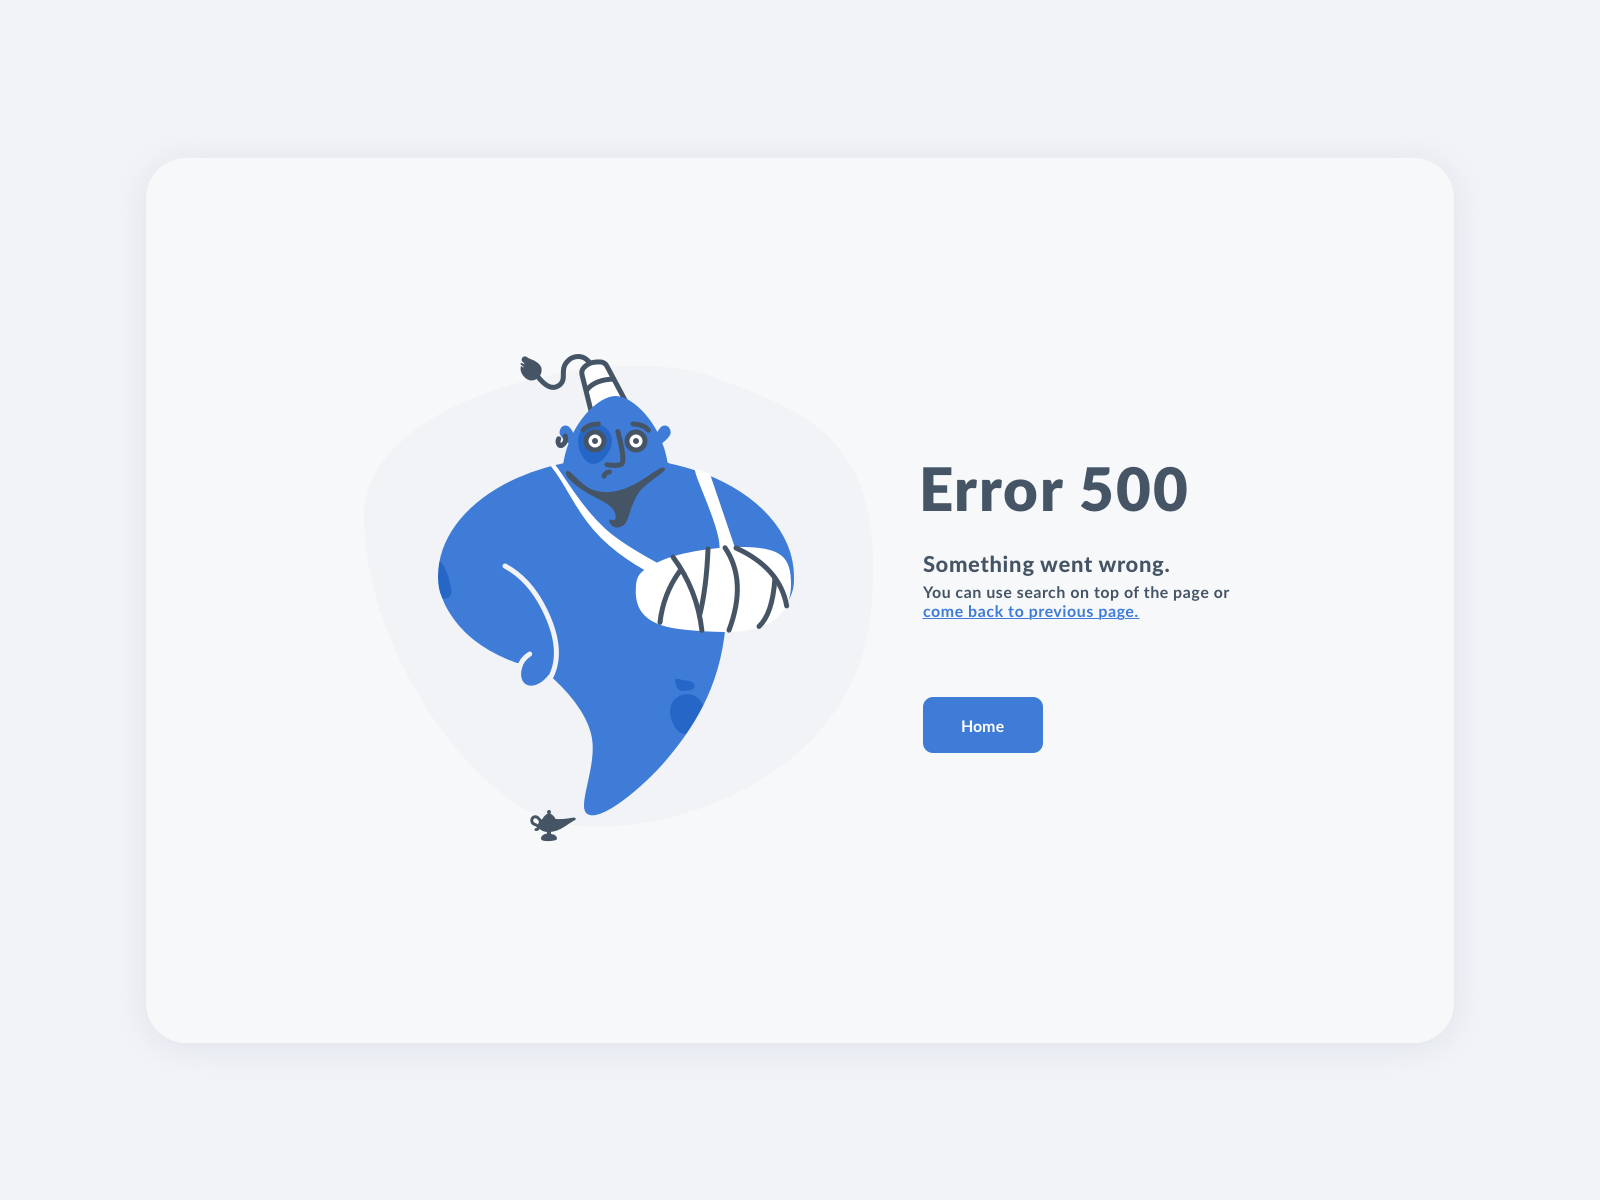 Error 500
Something went wrong.
You can use search on top of the page or
come back to previous page.
Home